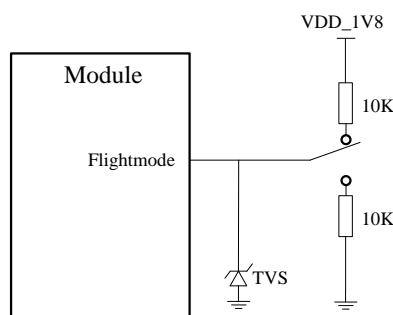 VDD_1V8
Module
10K
Flightmode
10K
TVS